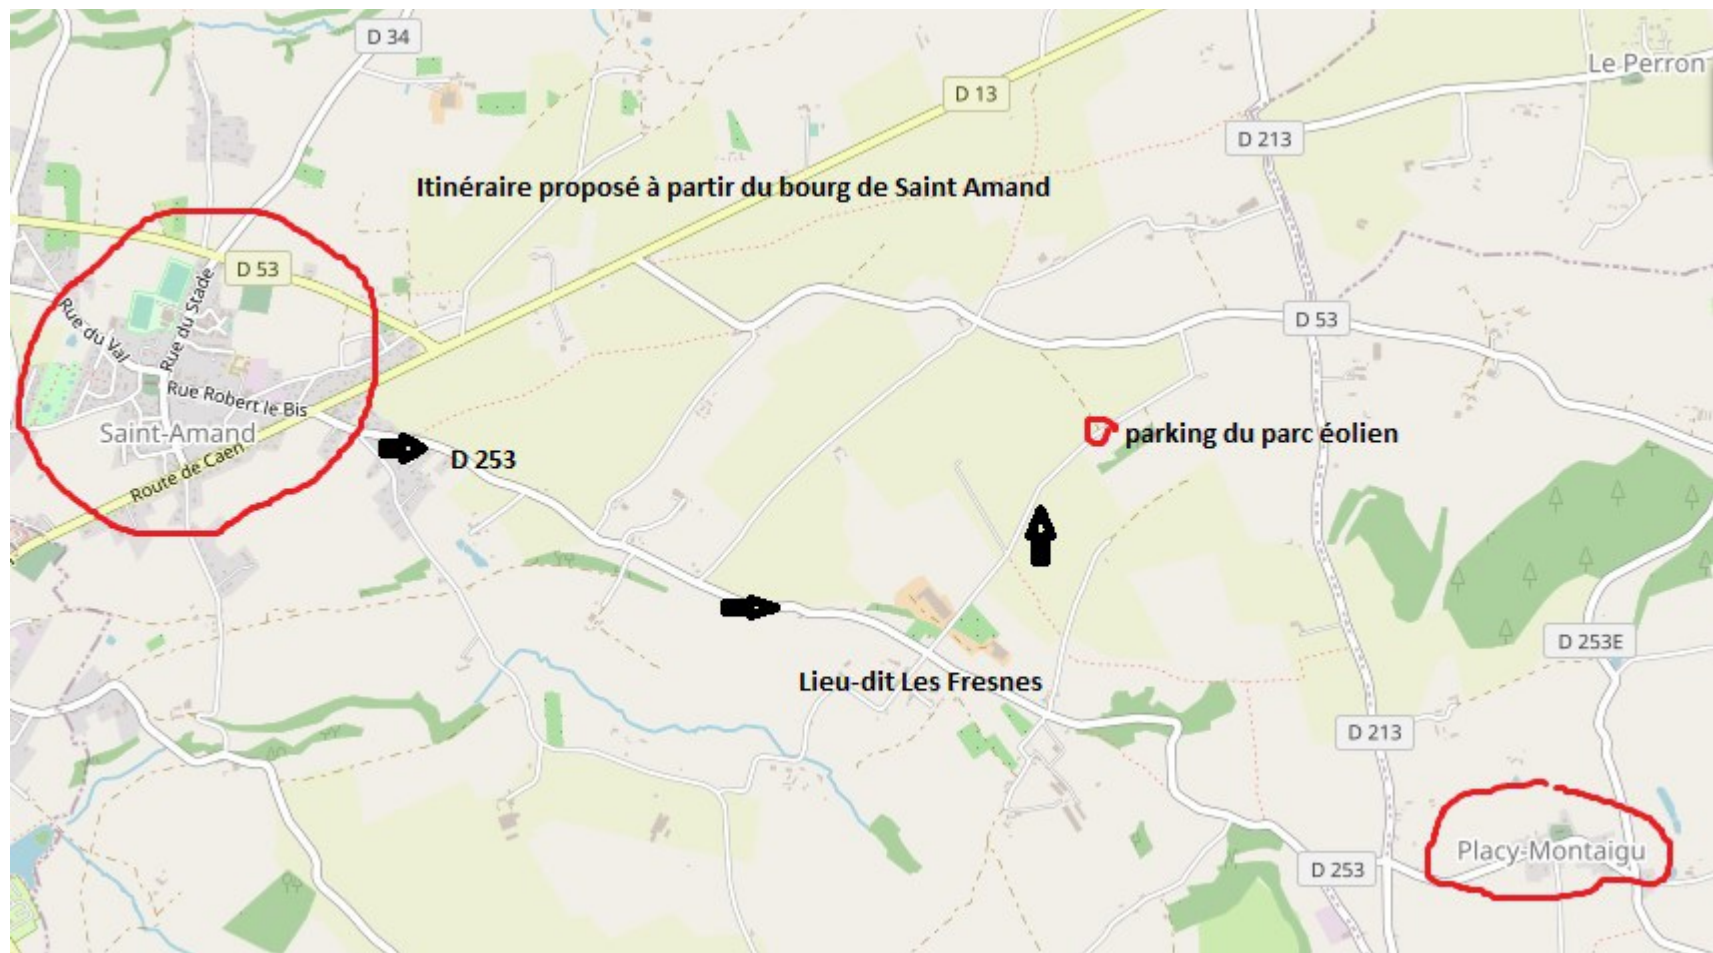 D 34
Le Perron
D 13
D 213
Itinéraire proposé à partir du bourg de Saint Amand
D 53
Rue du Stade
Rue du Val
D 53
Rue Robert le Bis
Saint-Amand
parking du parc éolien
D 253
Route de Caen
D 253E
Lieu-dit Les Fresnes
D 213
Placy-Montaigu
D 253